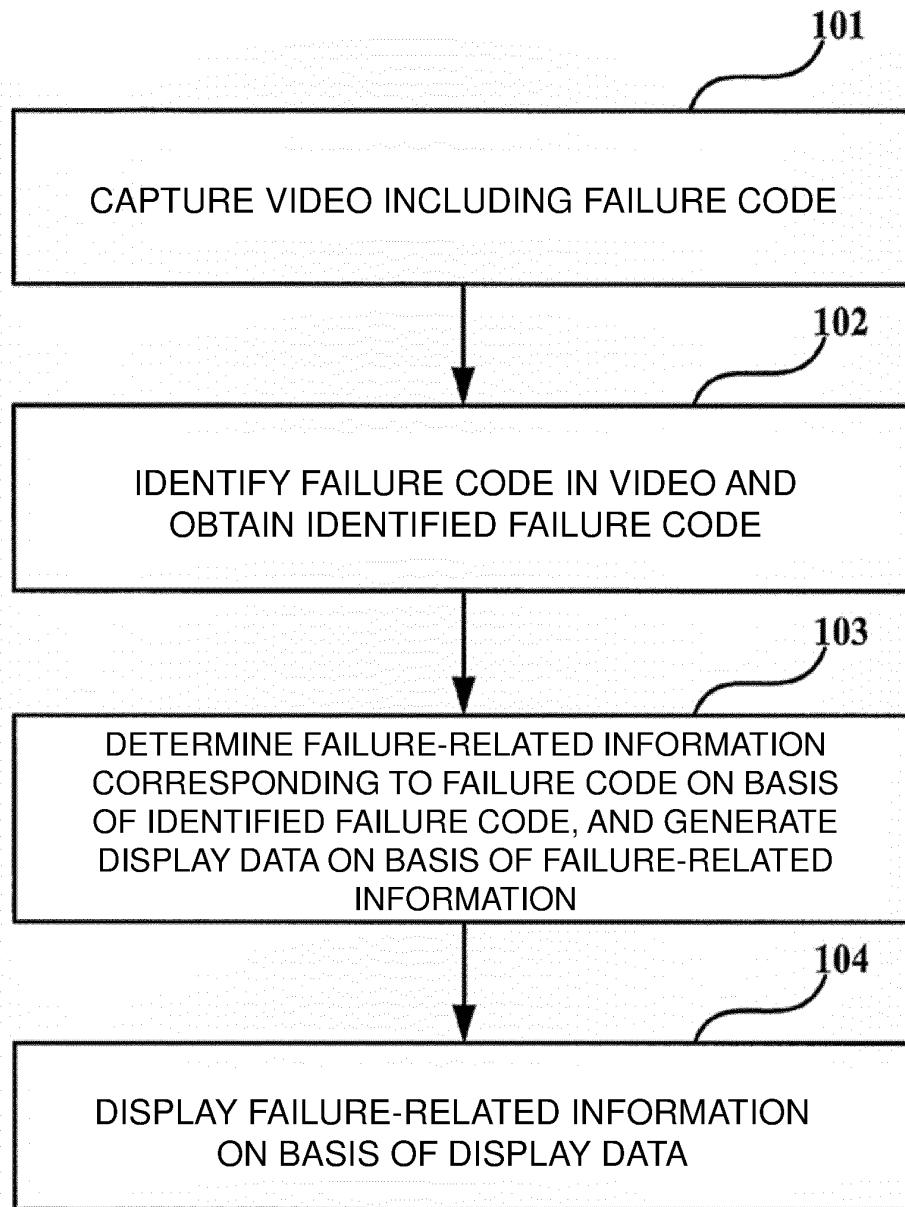 101
CAPTURE VIDEO INCLUDING FAILURE CODE
102
IDENTIFY FAILURE CODE IN VIDEO AND
OBTAIN IDENTIFIED FAILURE CODE
103
DETERMINE FAILURE-RELATED INFORMATION
CORRESPONDING TO FAILURE CODE ON BASIS
OF IDENTIFIED FAILURE CODE, AND GENERATE
DISPLAY DATA ON BASIS OF FAILURE-RELATED
INFORMATION
104
DISPLAY FAILURE-RELATED INFORMATION
ON BASIS OF DISPLAY DATA